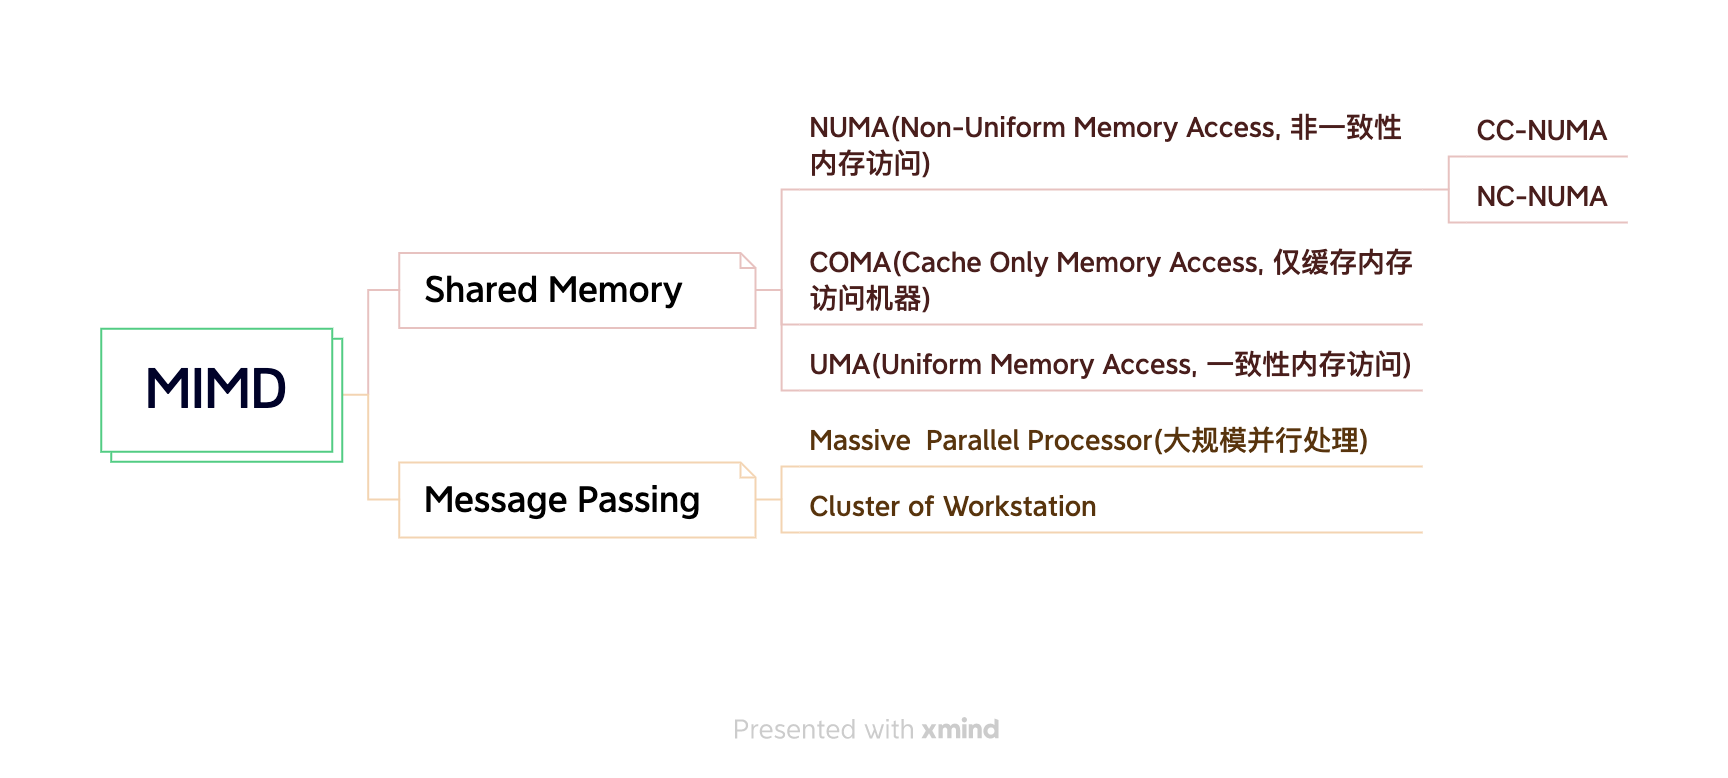 MIMD
Shared Memory
NUMA(Non-Uniform Memory Access, 非一致性
内存访问)
CC-NUMA
NC-NUMA
COMA(Cache Only Memory Access, 仅缓存内存
访问机器)
UMA(Uniform Memory Access, 一致性内存访问)
Message Passing
Massive  Parallel Processor(大规模并行处理)
Cluster of Workstation
Presented with xmind